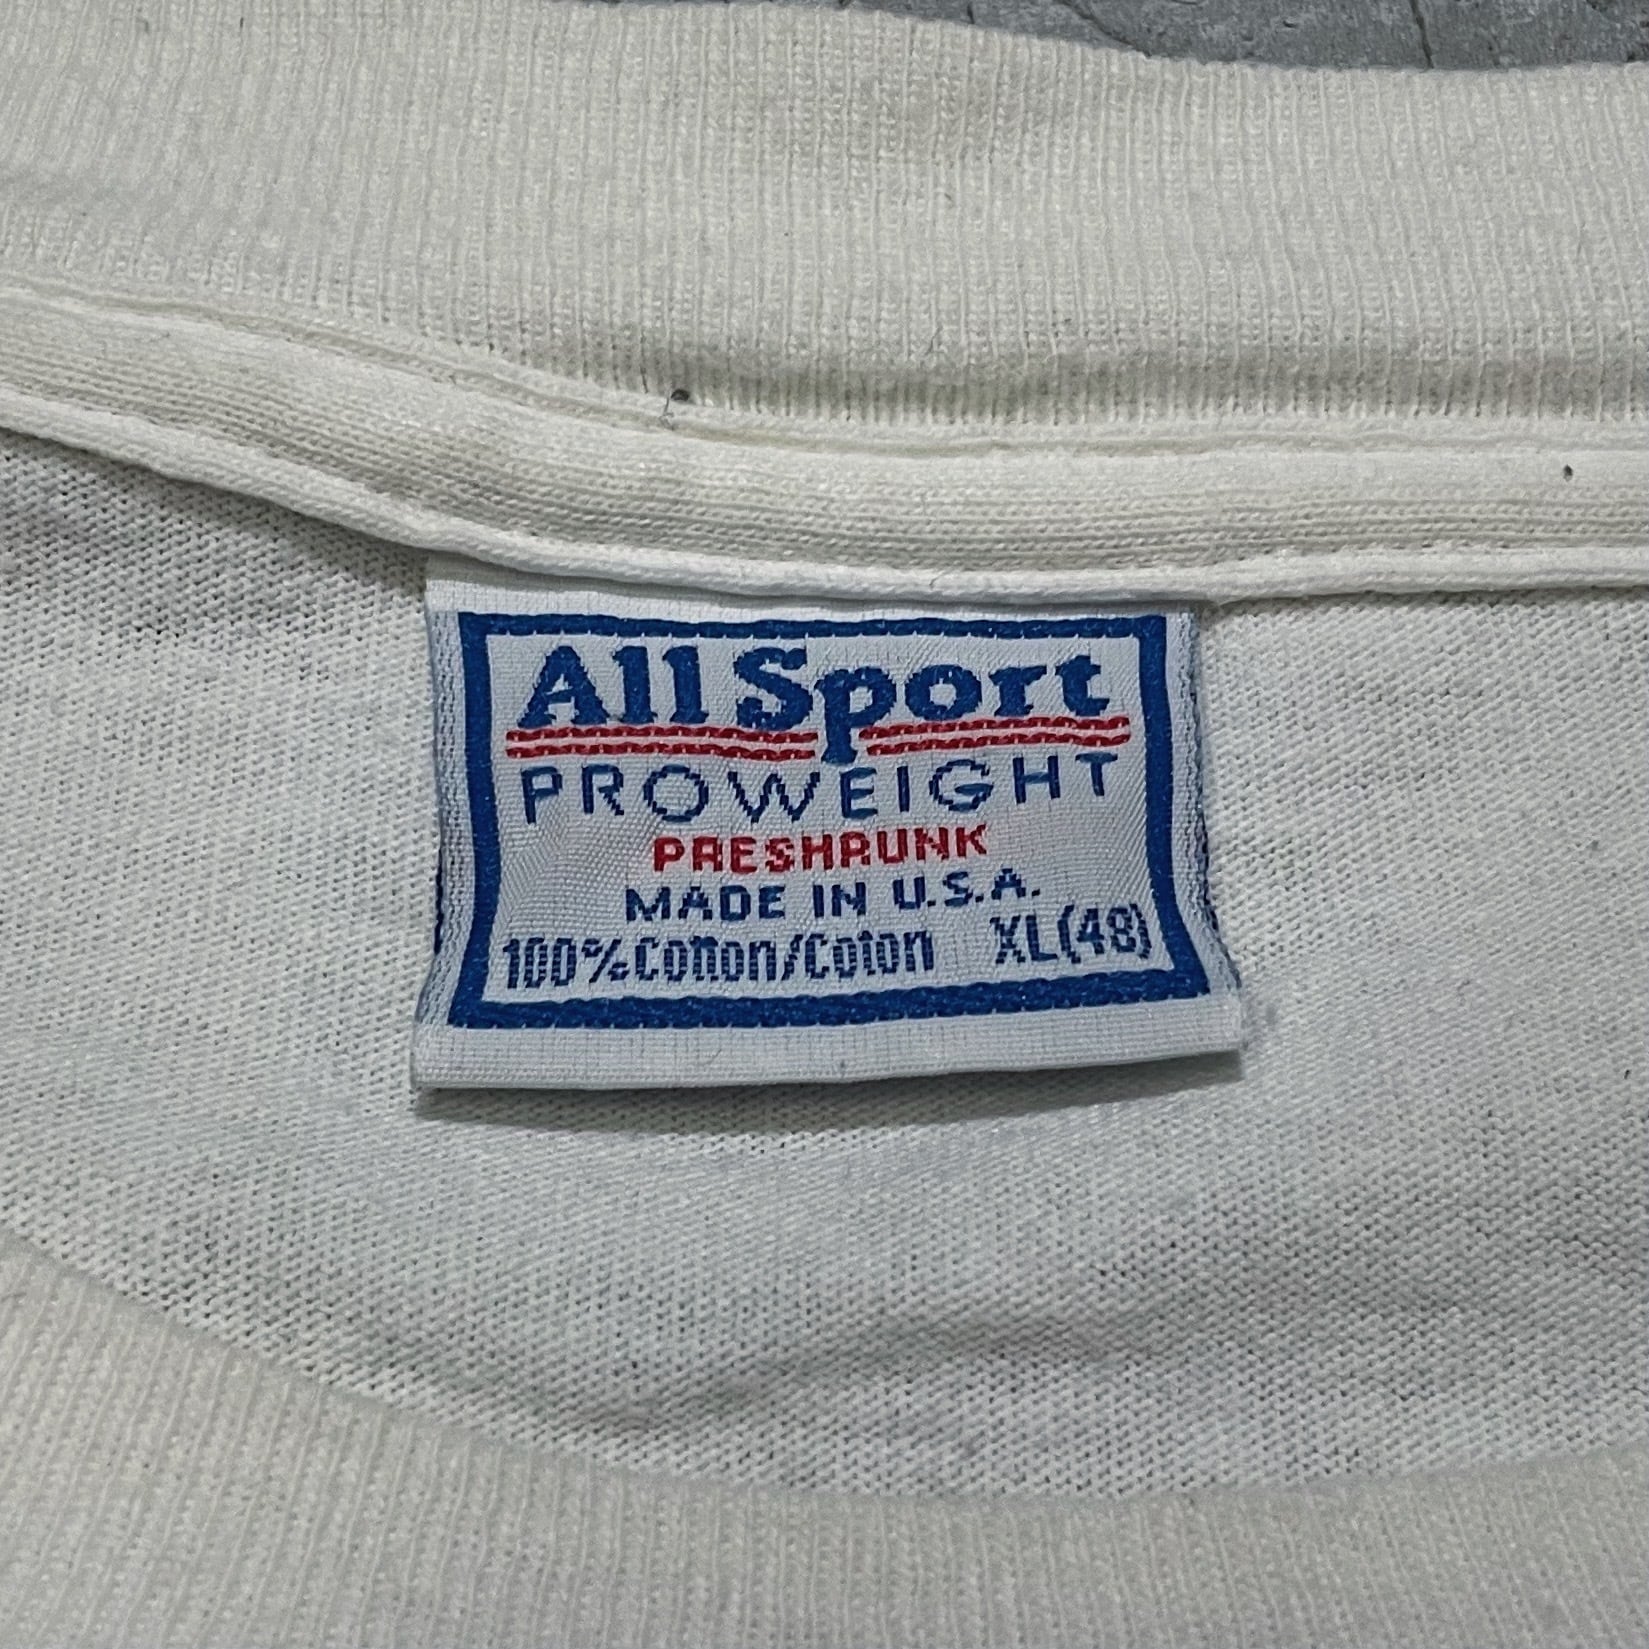 All Sport
PROWEIGHT
PRESHRUNK
MADE IN U.S.A.
100% Cotton/Coton XL(48)